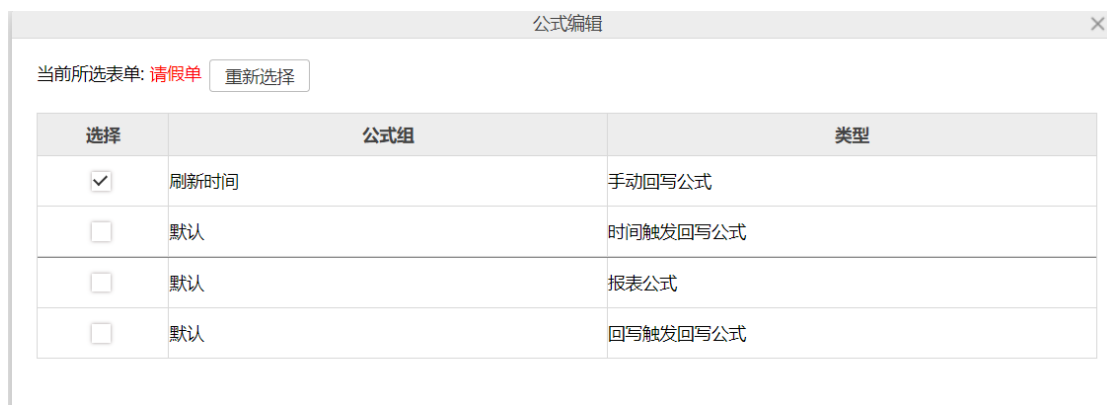 公式编辑
当前所选表单: 请假单 重新选择
选择 公式组 类型
刷新时间 手动回写公式
默认 时间触发回写公式
默认 报表公式
默认 回写触发回写公式